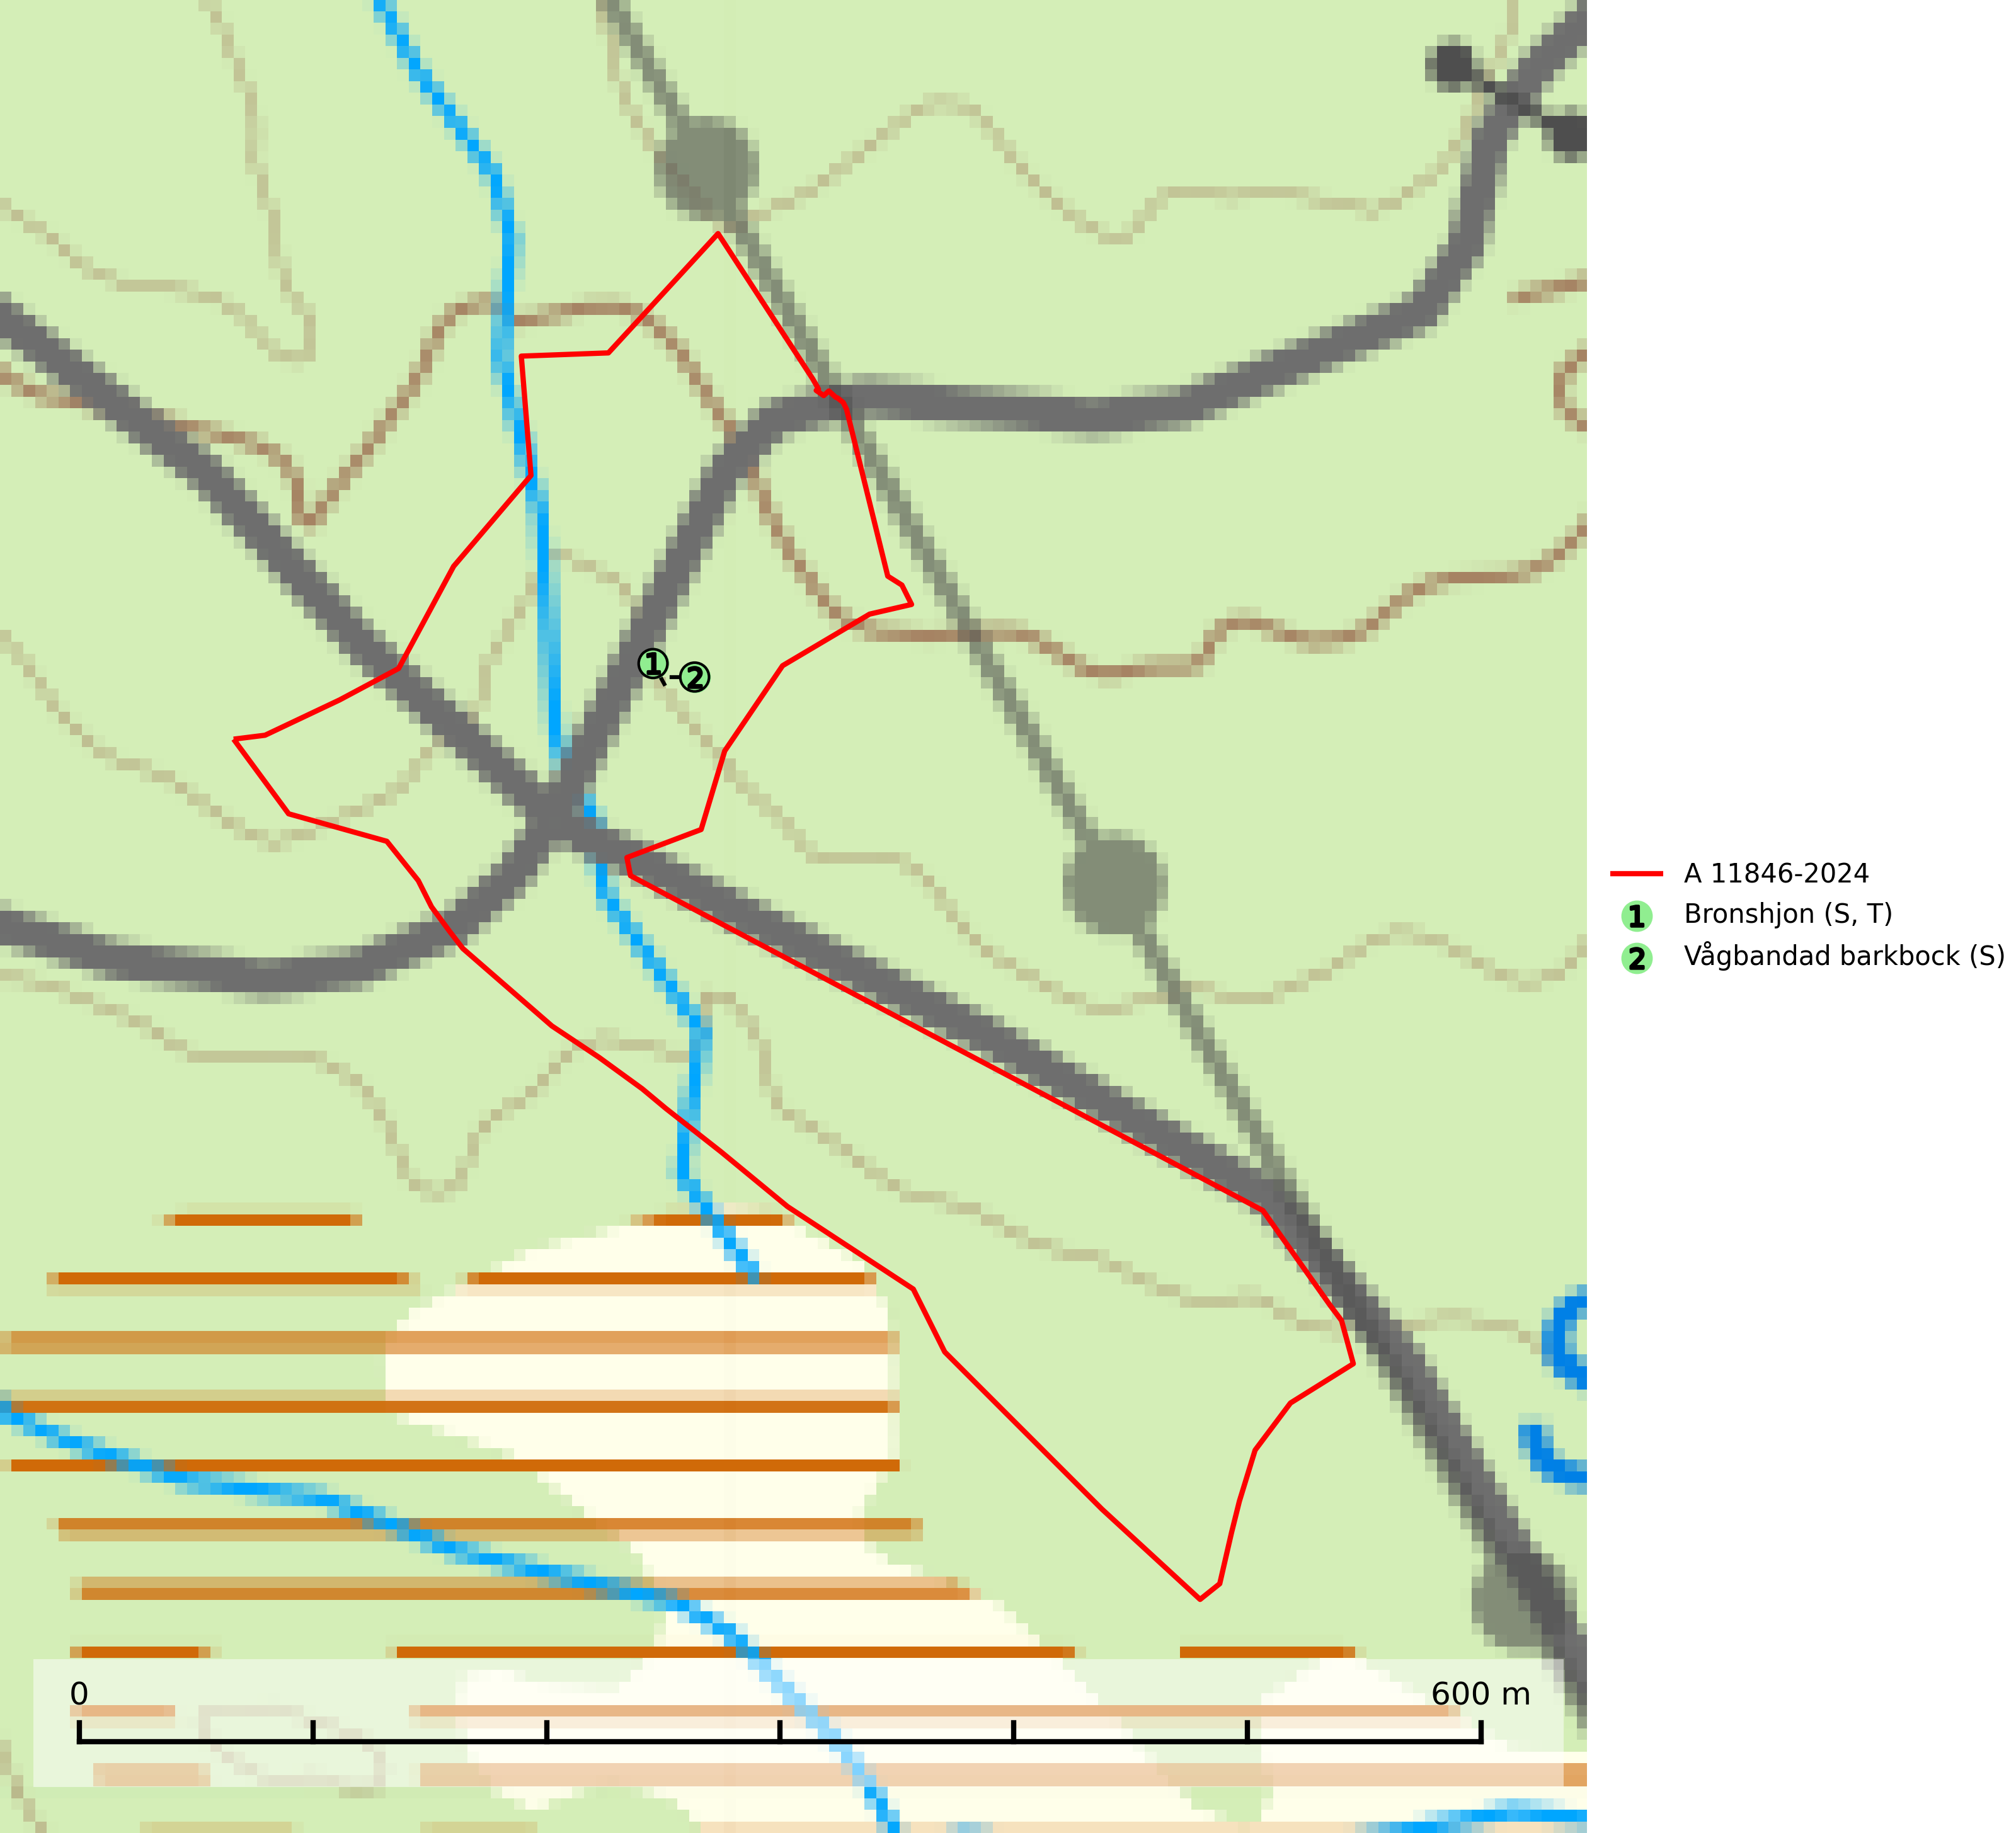 1
2
A 11846-2024
1 Bronshjon (S, T)
2 Vågbandad barkbock (S)
0 600 m